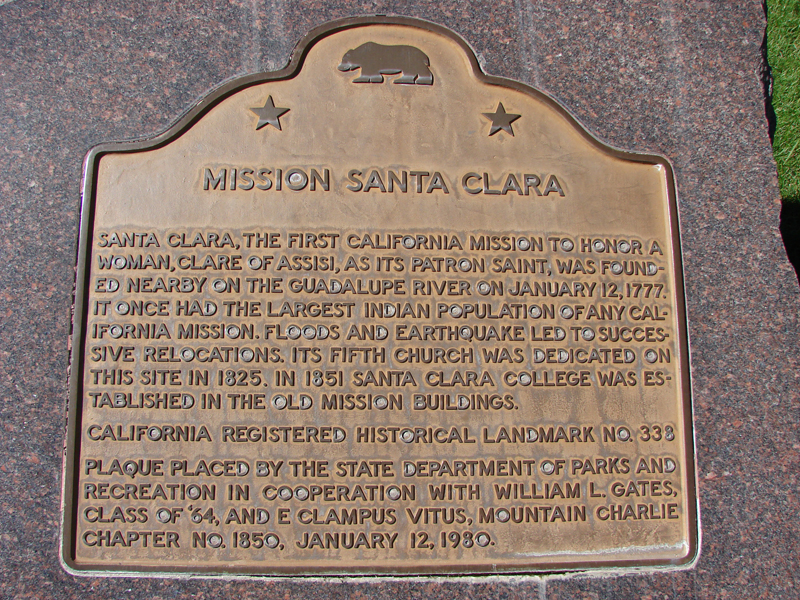 MISSION SANTA CLARA
SANTA CLARA, THE FIRST CALIFORNIA MISSION TO HONOR A
WOMAN, CLARE OF ASSISI, AS ITS PATRON SAINT, WAS FOUND-
ED NEARBY ON THE GUADALUPE RIVER ON JANUARY 12, 1777.
IT ONCE HAD THE LARGEST INDIAN POPULATION OF ANY CAL-
IFORNIA MISSION. FLOODS AND EARTHQUAKE LED TO SUCCES-
SIVE RELOCATIONS. ITS FIFTH CHURCH WAS DEDICATED ON
THIS SITE IN 1825. IN 1851 SANTA CLARA COLLEGE WAS ES-
TABLISHED IN THE OLD MISSION BUILDINGS.
CALIFORNIA REGISTERED HISTORICAL LANDMARK NO. 338
PLAQUE PLACED BY THE STATE DEPARTMENT OF PARKS AND
RECREATION IN COOPERATION WITH WILLIAM L. GATES,
CLASS OF '64, AND E CLAMPUS VITUS, MOUNTAIN CHARLIE
CHAPTER NO. 1850, JANUARY 12, 1980.